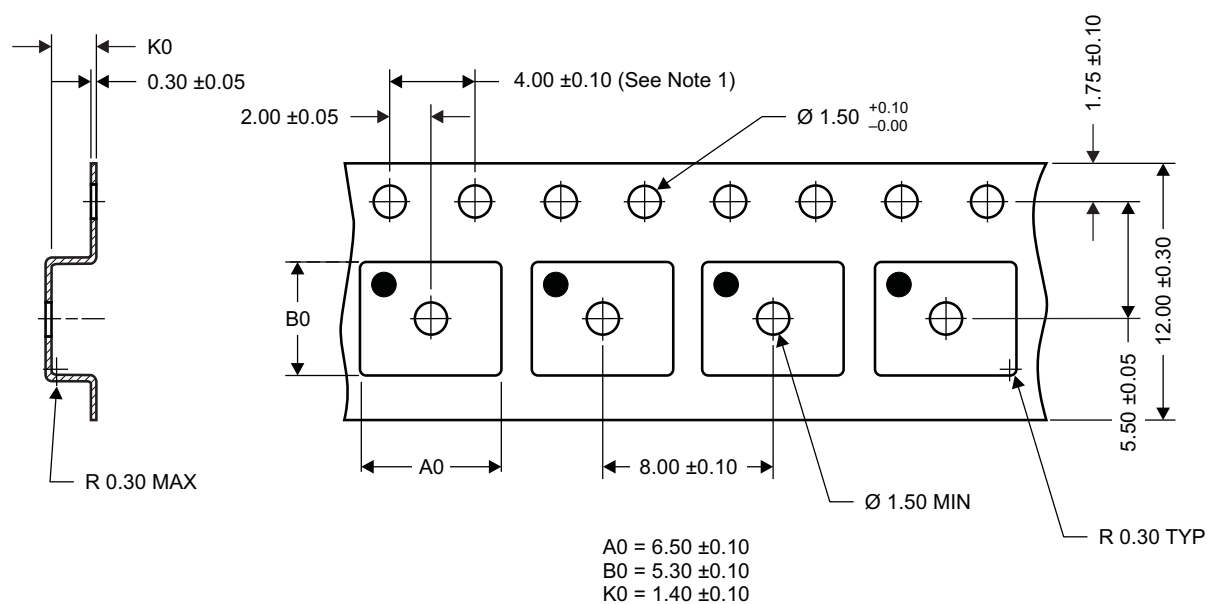 K0
0.30 ±0.05
4.00 ±0.10 (See Note 1)
2.00 ±0.05
Ø 1.50 +0.10 –0.00
1.75 ±0.10
B0
12.00 ±0.30
5.50 ±0.05
R 0.30 MAX
A0
8.00 ±0.10
Ø 1.50 MIN
R 0.30 TYP
A0 = 6.50 ±0.10
B0 = 5.30 ±0.10
K0 = 1.40 ±0.10